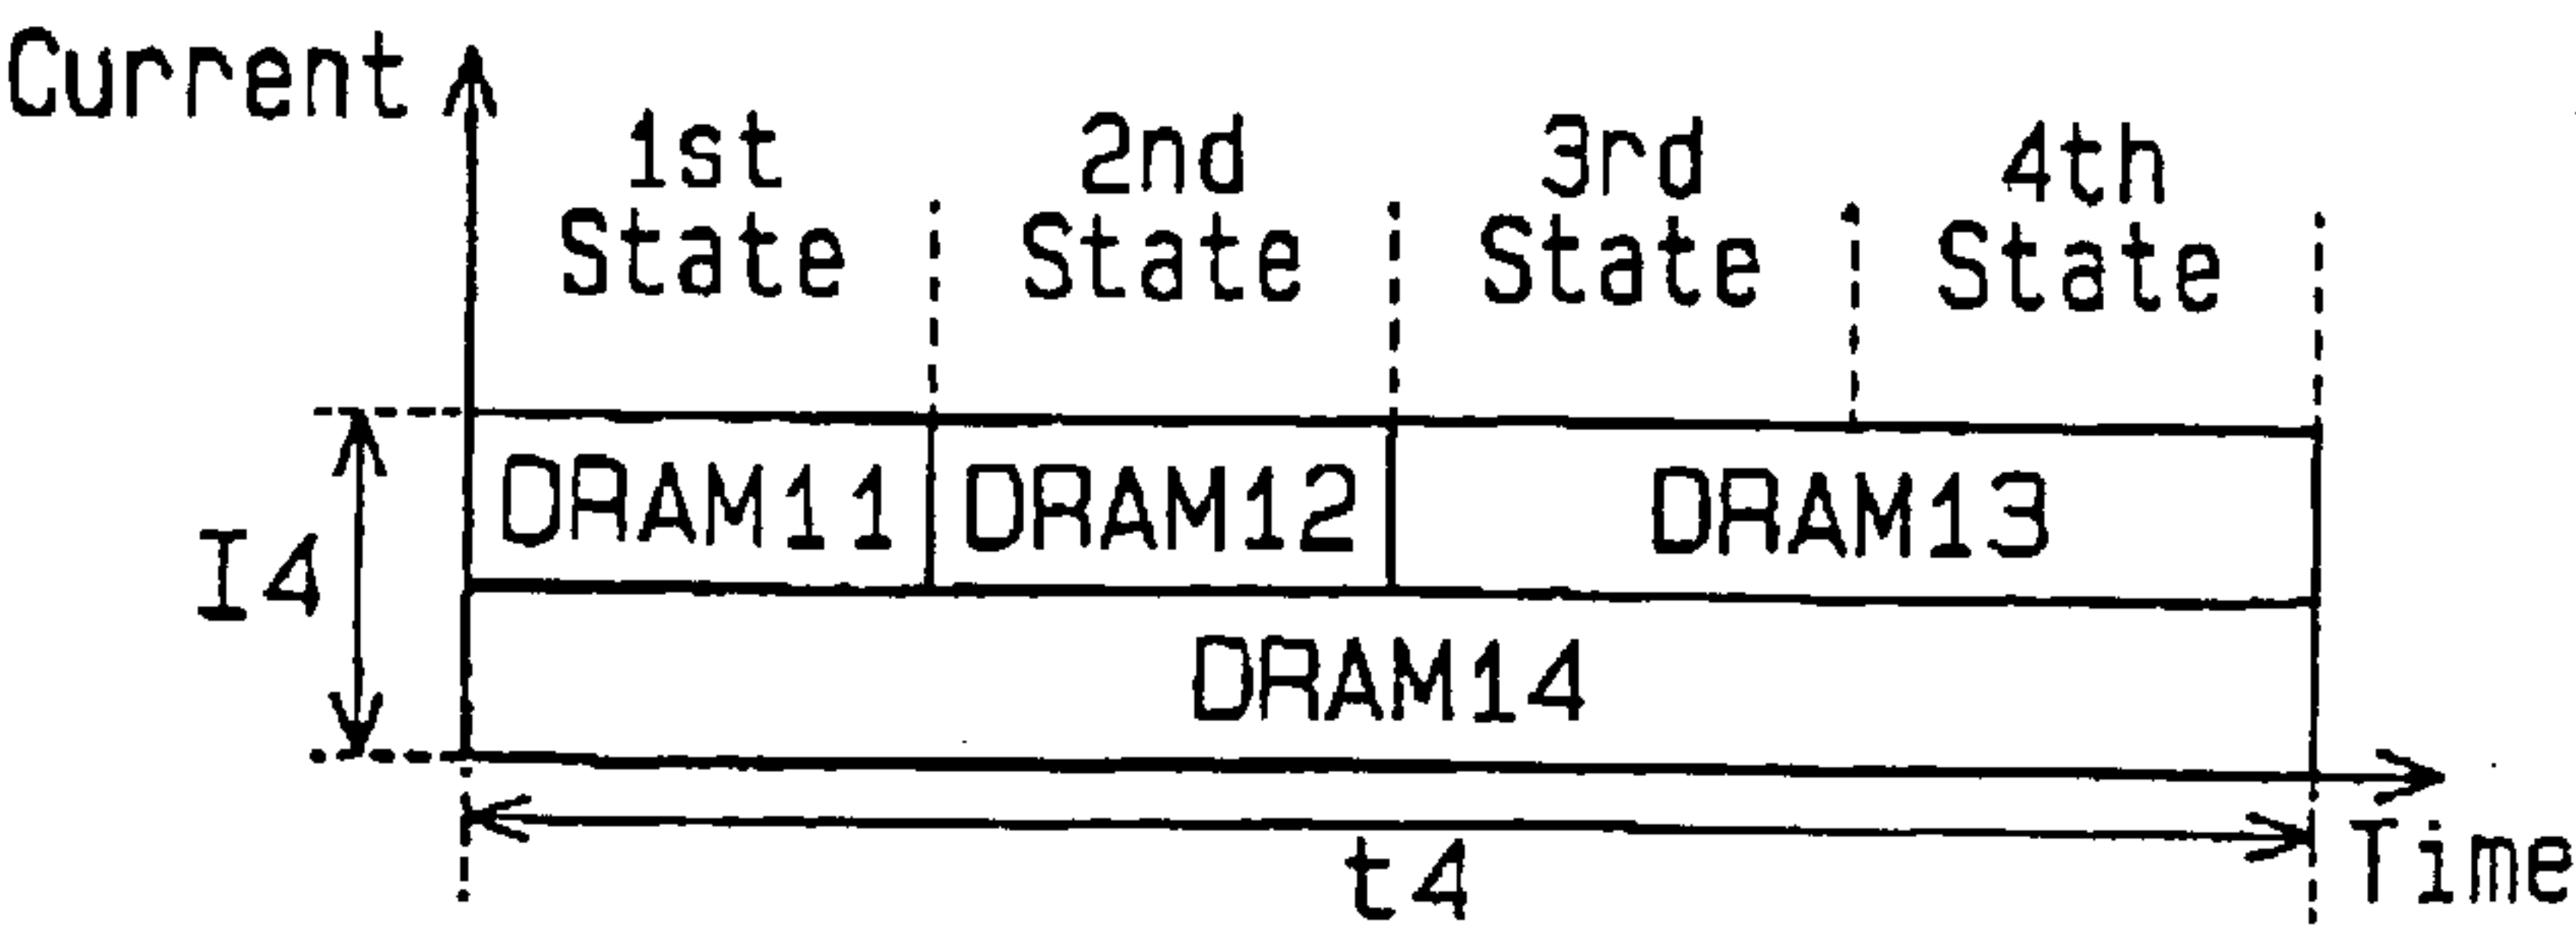 Current
1st State
2nd State
3rd State
4th State
I4
DRAM11
DRAM12
DRAM13
DRAM14
t4
Time